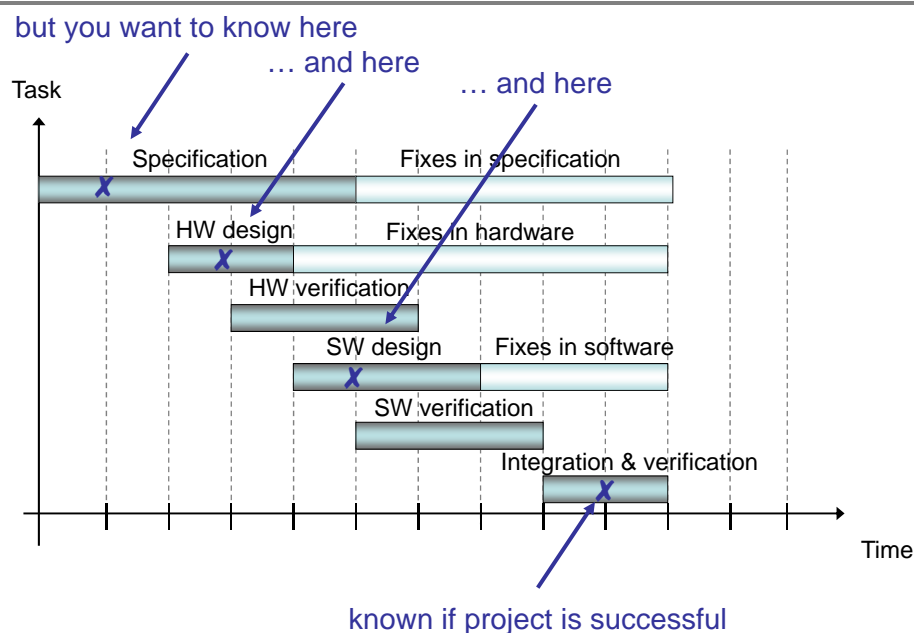 but you want to know here
… and here
… and here
Task
Specification
Fixes in specification
HW design
Fixes in hardware
HW verification
SW design
Fixes in software
SW verification
Integration & verification
Time
known if project is successful